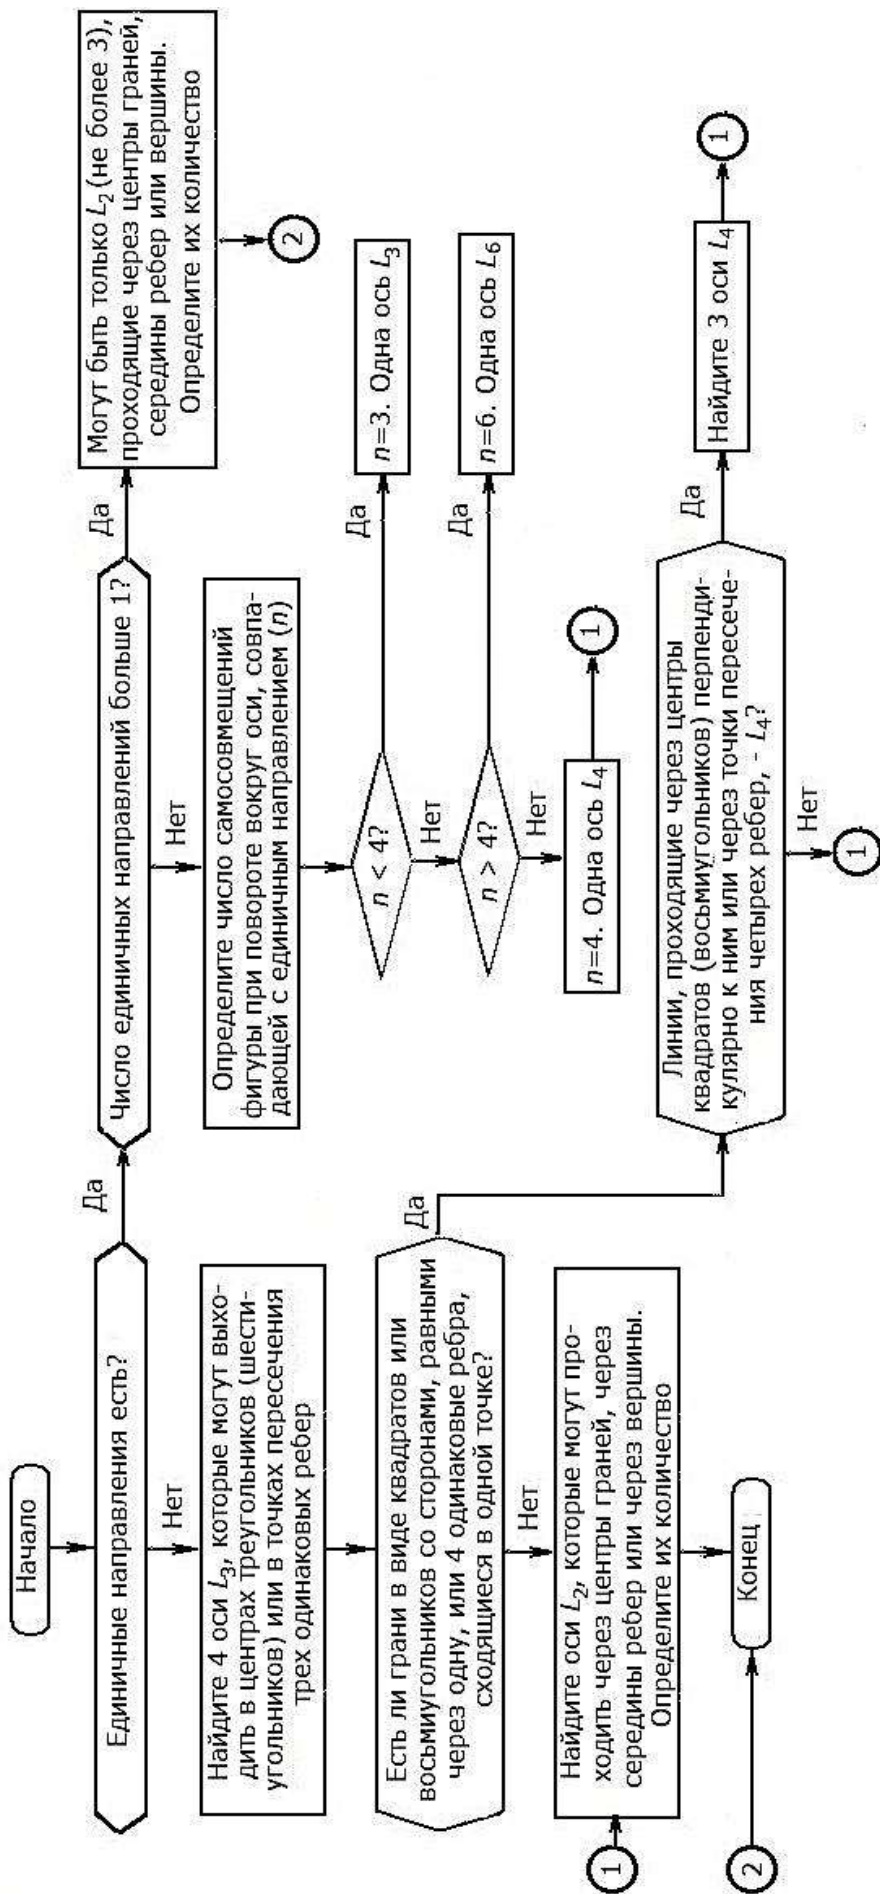 Начало
Единичные направления есть?
Да
Нет
Число единичных направлений больше 1?
Да
Нет
Могут быть только L₂ (не более 3),
проходящие через центры граней,
середины ребер или вершины.
Определите их количество
2
Найдите 4 оси L₃, которые могут выхо-
дить в центрах треугольников (шести-
угольников) или в точках пересечения
трех одинаковых ребер
Определите число самосовмещений
фигуры при повороте вокруг оси, совпа-
дающей с единичным направлением (n)
n < 4?
Да
n=3. Одна ось L₃
Нет
n > 4?
Да
n=6. Одна ось L₆
Нет
n=4. Одна ось L₄
1
Есть ли грани в виде квадратов или
восьмиугольников со сторонами, равными
через одну, или 4 одинаковые ребра,
сходящиеся в одной точке?
Да
Нет
Линии, проходящие через центры
квадратов (восьмиугольников) перпенди-
кулярно к ним или через точки пересече-
ния четырех ребер, - L₄?
Да
Найдите 3 оси L₄
1
Нет
1
1
Найдите оси L₂, которые могут про-
ходить через центры граней, через
середины ребер или через вершины.
Определите их количество
2
Конец